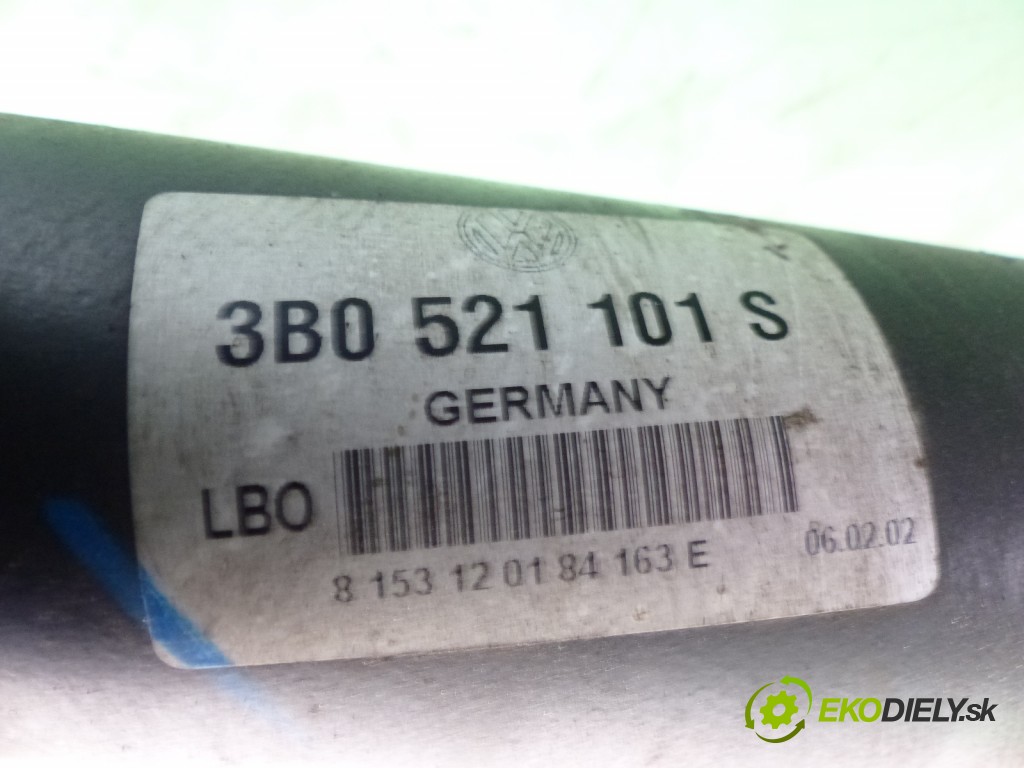 3B0 521 101 S
GERMANY
LBO
8 153 12 01 84 163 E
06.02.02
EKODIELY.sk